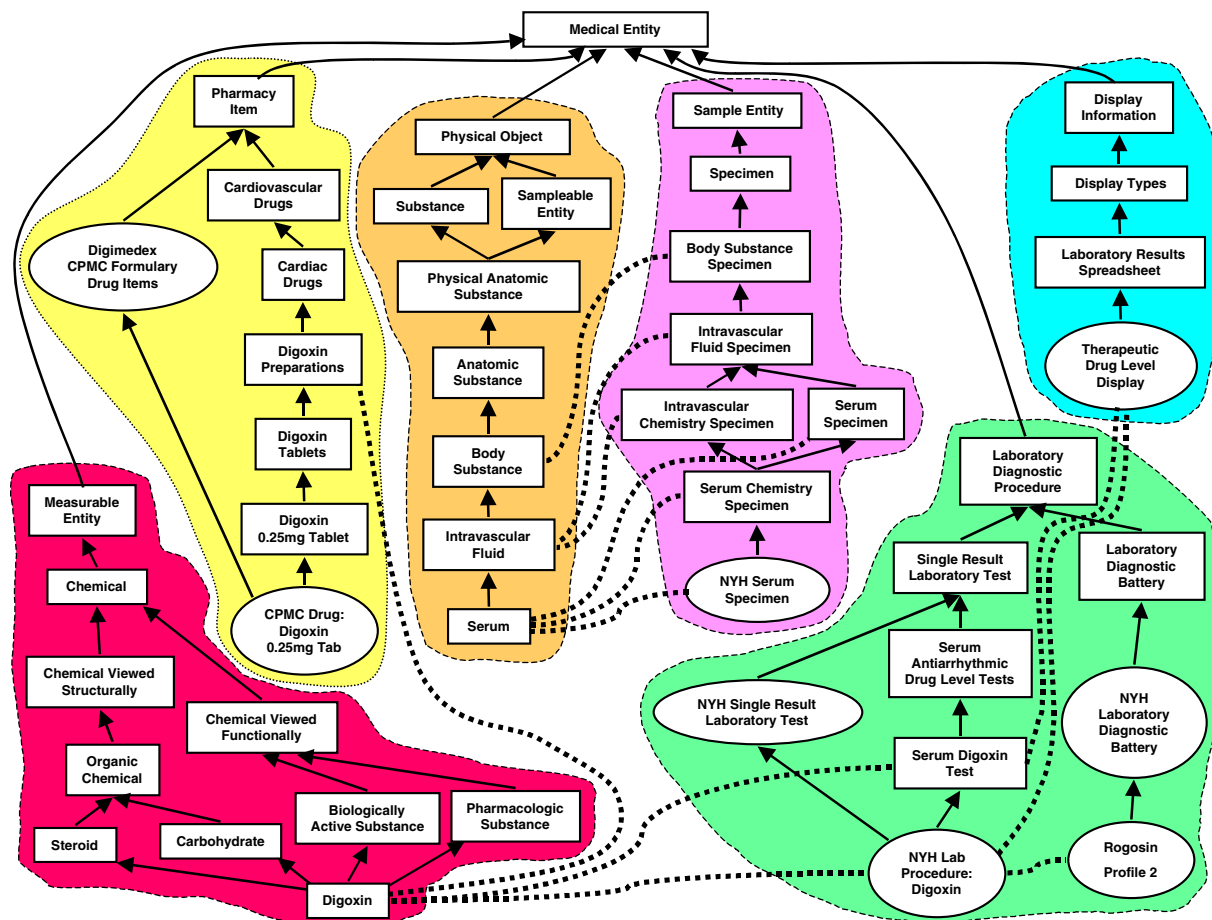 Medical Entity
Pharmacy
Item
Cardiovascular
Drugs
Digimedex
CPMC Formulary
Drug Items
Cardiac
Drugs
Digoxin
Preparations
Digoxin
Tablets
Digoxin
0.25mg Tablet
CPMC Drug:
Digoxin
0.25mg Tab
Physical Object
Substance
Sampleable
Entity
Physical Anatomic
Substance
Anatomic
Substance
Body
Substance
Intravascular
Fluid
Serum
Sample Entity
Specimen
Body Substance
Specimen
Intravascular
Fluid Specimen
Intravascular
Chemistry Specimen
Serum
Specimen
Serum Chemistry
Specimen
NYH Serum
Specimen
Display
Information
Display Types
Laboratory Results
Spreadsheet
Therapeutic
Drug Level
Display
Measurable
Entity
Chemical
Chemical Viewed
Structurally
Chemical Viewed
Functionally
Organic
Chemical
Steroid
Carbohydrate
Biologically
Active Substance
Pharmacologic
Substance
Digoxin
Laboratory
Diagnostic
Procedure
Single Result
Laboratory Test
Laboratory
Diagnostic
Battery
Serum
Antiarrhythmic
Drug Level Tests
NYH Single Result
Laboratory Test
NYH
Laboratory
Diagnostic
Battery
Serum Digoxin
Test
NYH Lab
Procedure:
Digoxin
Rogosin
Profile 2